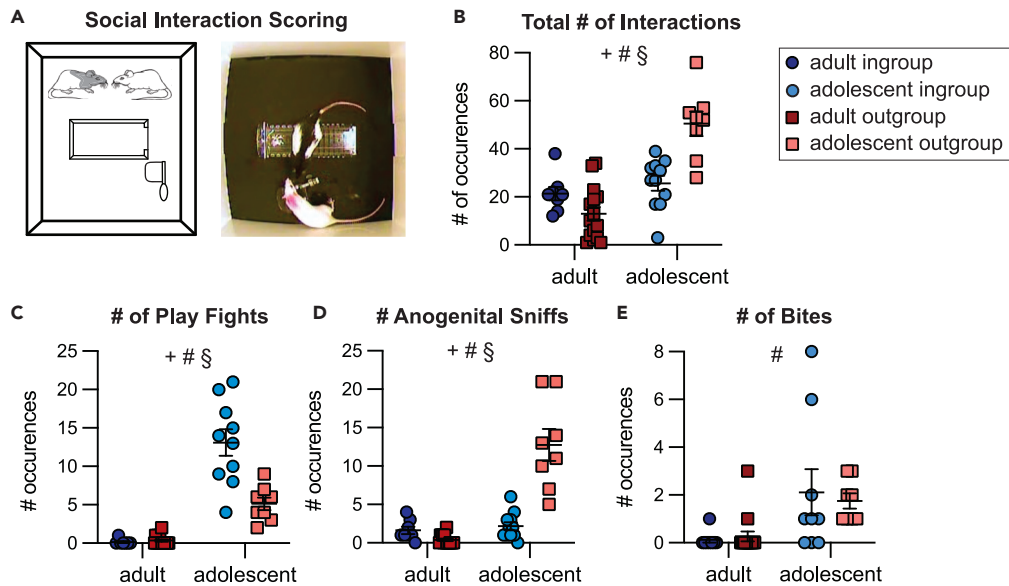 A
Social Interaction Scoring
B
Total # of Interactions
+ # §
80
60
40
20
0
# of occurences
adult
adolescent
adult ingroup
adolescent ingroup
adult outgroup
adolescent outgroup
C
# of Play Fights
+ # §
25
20
15
10
5
0
# occurences
adult
adolescent
D
# Anogenital Sniffs
+ # §
25
20
15
10
5
0
# occurences
adult
adolescent
E
# of Bites
#
8
6
4
2
0
# occurences
adult
adolescent